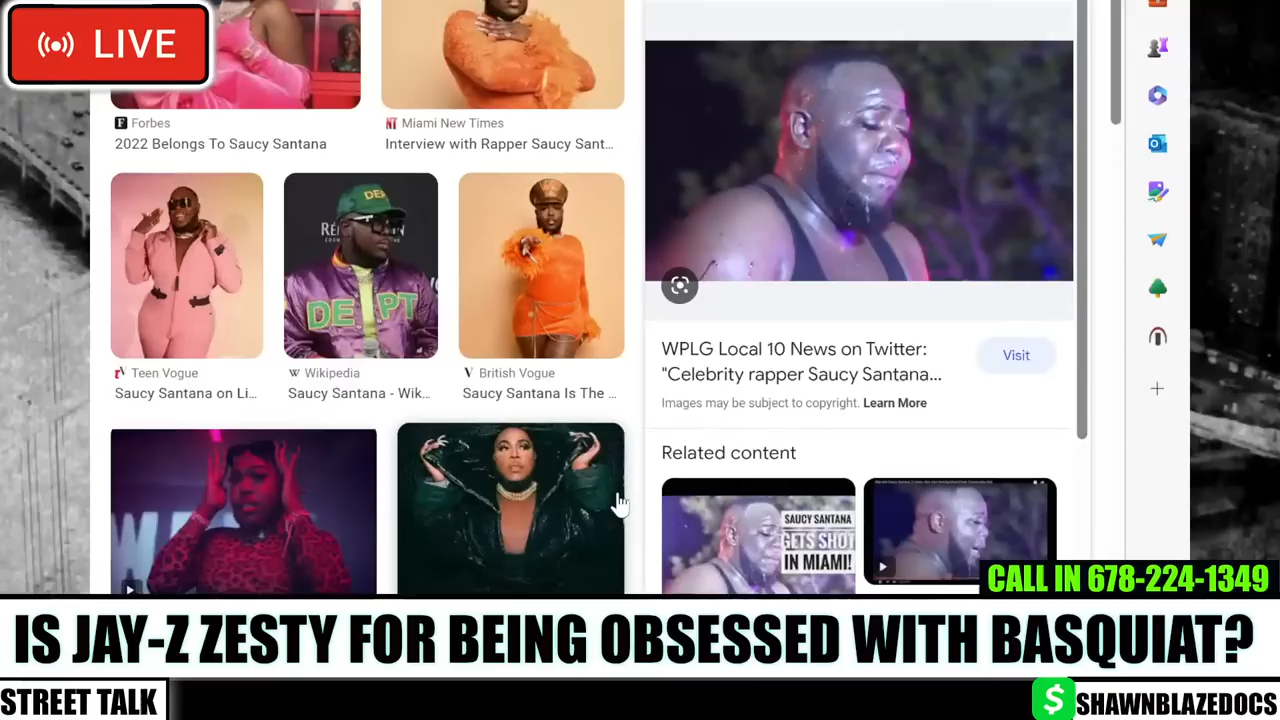 LIVE
Forbes
2022 Belongs To Saucy Santana
Miami New Times
Interview with Rapper Saucy Sant...
DEPT
Teen Vogue
Saucy Santana on Li...
Wikipedia
Saucy Santana - Wik...
British Vogue
Saucy Santana Is The ...
WPLG Local 10 News on Twitter:
"Celebrity rapper Saucy Santana...
Visit
Images may be subject to copyright. Learn More
Related content
SAUCY SANTANA
GETS SHOT
IN MIAMI!
CALL IN 678-224-1349
IS JAY-Z ZESTY FOR BEING OBSESSED WITH BASQUIAT?
STREET TALK
$ SHAWNBLAZEDOCS